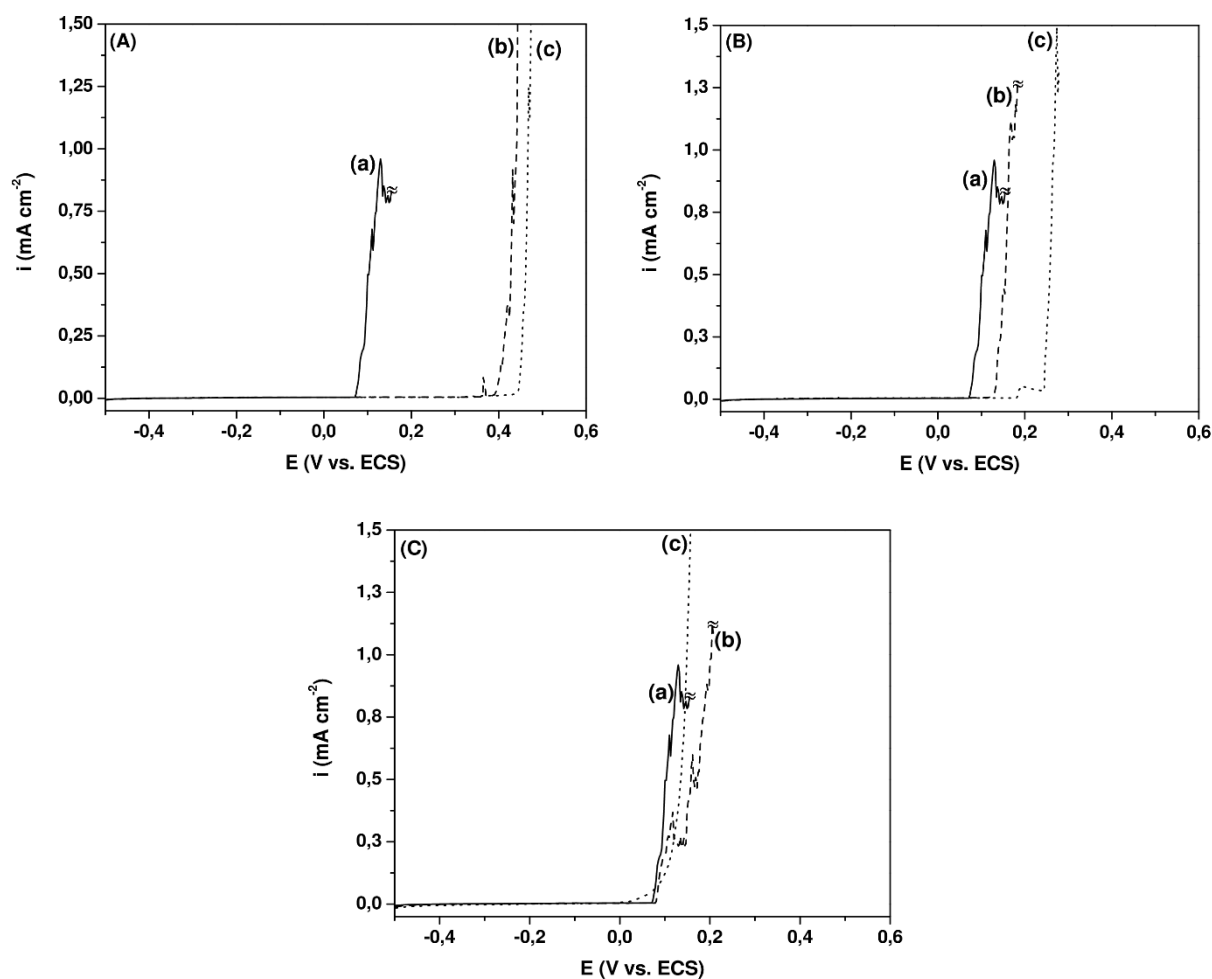 (A)
(b)
(c)
(a)
1,50
1,25
1,00
0,75
0,50
0,25
0,00
i (mA cm-2)
-0,4 -0,2 0,0 0,2 0,4 0,6
E (V vs. ECS)
(B)
(c)
(b)
(a)
1,5
1,3
1,0
0,8
0,5
0,3
0,0
i (mA cm-2)
-0,4 -0,2 0,0 0,2 0,4 0,6
E (V vs. ECS)
(C)
(c)
(b)
(a)
1,5
1,3
1,0
0,8
0,5
0,3
0,0
i (mA cm-2)
-0,4 -0,2 0,0 0,2 0,4 0,6
E (V vs. ECS)